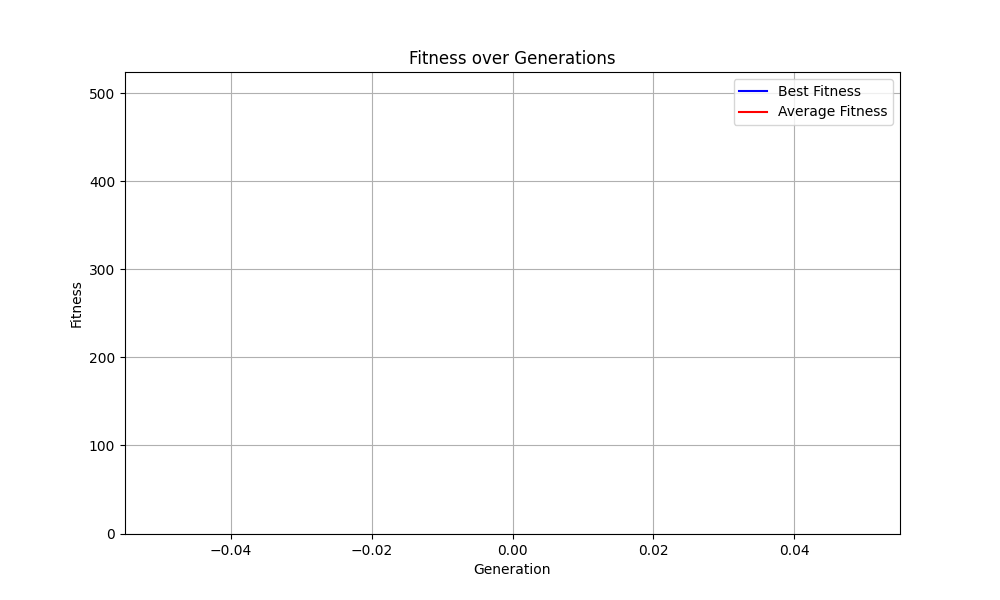 Fitness over Generations
Best Fitness
Average Fitness
500
400
300
200
100
0
Fitness
−0.04
−0.02
0.00
0.02
0.04
Generation